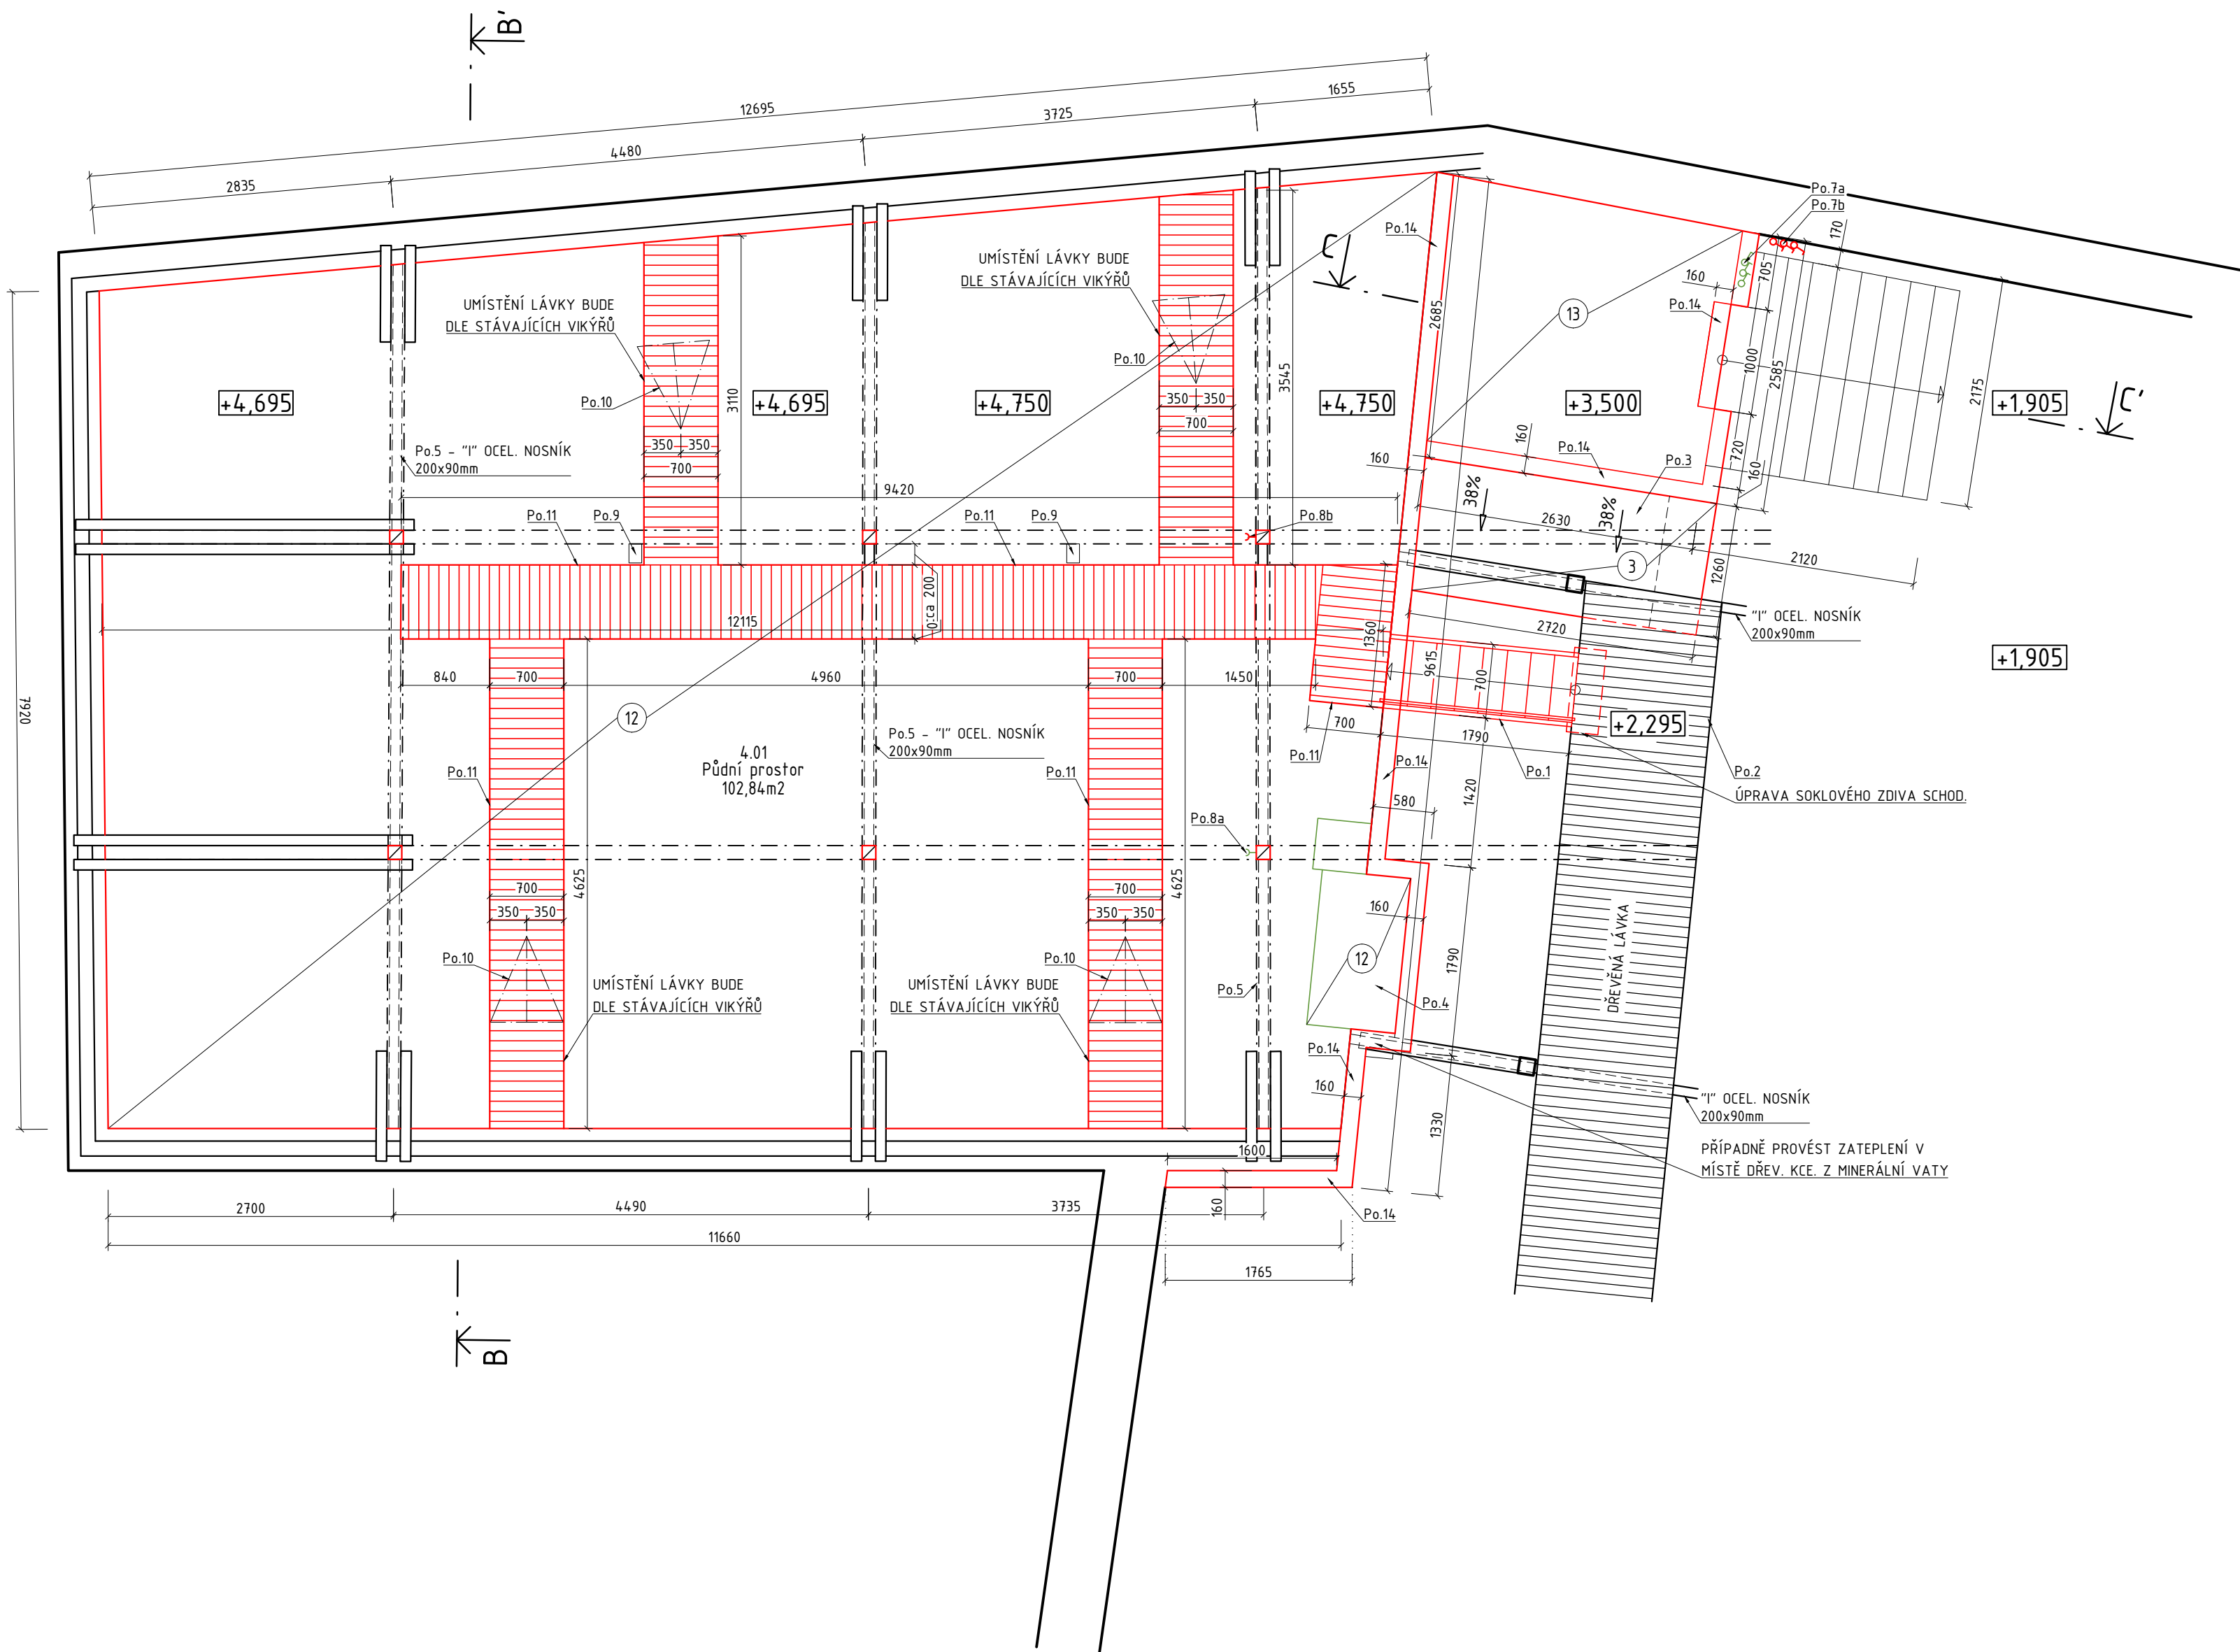 B'
12695
1655
3725
4480
2835
Po.7a
Po.7b
170
Po.14
C
UMÍSTĚNÍ LÁVKY BUDE
DLE STÁVAJÍCÍCH VIKÝŘŮ
705
160
Po.14
UMÍSTĚNÍ LÁVKY BUDE
DLE STÁVAJÍCÍCH VIKÝŘŮ
13
2685
Po.10
3545
1000
2585
2175
Po.10
3110
+4,695
+4,695
+4,750
350
350
700
+4,750
+3,500
+1,905
C'
Po.5 - "I" OCEL. NOSNÍK
200x90mm
350
350
700
160
160
Po.14
Po.3
720
160
9420
38%
38%
Po.11
Po.9
Po.11
Po.9
Po.8b
2630
2120
3
1260
ca 200
12115
1360
"I" OCEL. NOSNÍK
200x90mm
2720
7920
9615
700
+1,905
840
700
4960
700
1450
12
700
1790
+2,295
4.01
Půdní prostor
102,84m2
Po.5 - "I" OCEL. NOSNÍK
200x90mm
Po.11
Po.14
Po.1
Po.2
Po.11
Po.11
ÚPRAVA SOKLOVÉHO ZDIVA SCHOD.
580
1420
Po.8a
4625
4625
700
350
350
700
350
350
160
DŘEVĚNÁ LÁVKA
Po.10
Po.10
12
1790
UMÍSTĚNÍ LÁVKY BUDE
DLE STÁVAJÍCÍCH VIKÝŘŮ
UMÍSTĚNÍ LÁVKY BUDE
DLE STÁVAJÍCÍCH VIKÝŘŮ
Po.5
Po.4
Po.14
160
"I" OCEL. NOSNÍK
200x90mm
1330
1600
PŘÍPADNĚ PROVÉST ZATEPLENÍ V
MÍSTĚ DŘEV. KCE. Z MINERÁLNÍ VATY
2700
4490
3735
160
Po.14
11660
1765
B